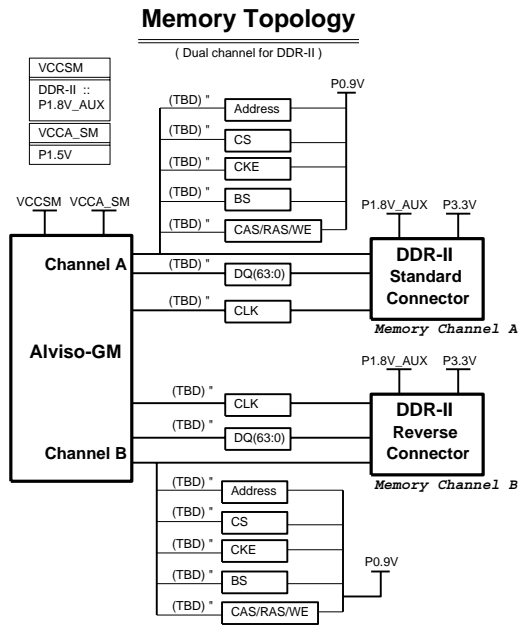 Memory Topology
( Dual channel for DDR-II )
VCCSM
DDR-II ::
P1.8V_AUX
VCCA_SM
P1.5V
P0.9V
(TBD) " Address
(TBD) " CS
(TBD) " CKE
(TBD) " BS
(TBD) " CAS/RAS/WE
VCCSM VCCA_SM
P1.8V_AUX P3.3V
Channel A
(TBD) " DQ(63:0)
(TBD) " CLK
DDR-II
Standard
Connector
Memory Channel A
Alviso-GM
P1.8V_AUX P3.3V
(TBD) " CLK
(TBD) " DQ(63:0)
Channel B
DDR-II
Reverse
Connector
Memory Channel B
(TBD) " Address
(TBD) " CS
(TBD) " CKE
(TBD) " BS
(TBD) " CAS/RAS/WE
P0.9V